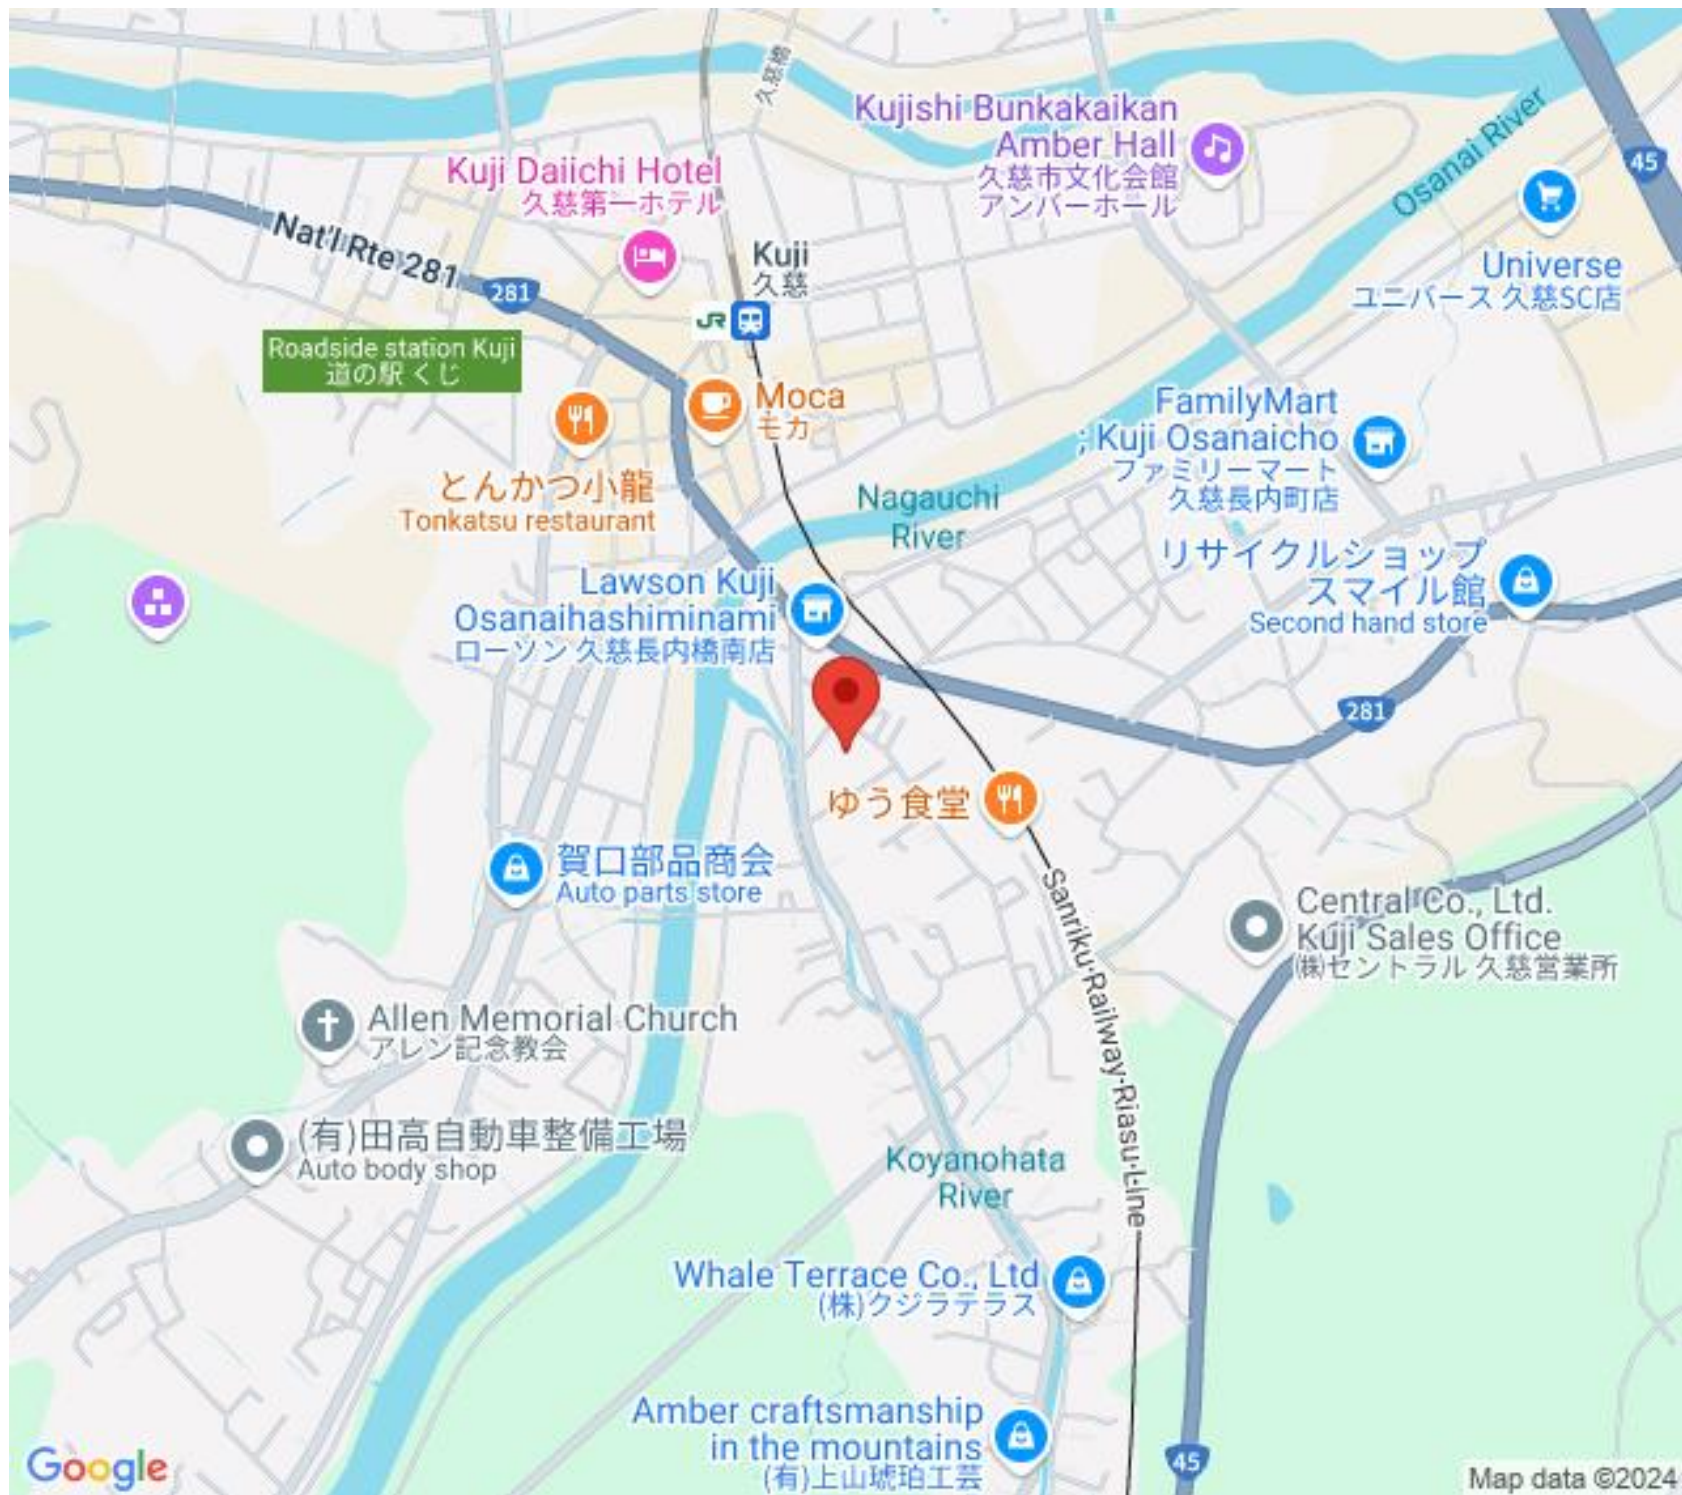 久慈橋
Kujishi Bunkakaikan
Amber Hall
久慈市文化会館
アンバーホール
Osanai River
45
Kuji Daiichi Hotel
久慈第一ホテル
Nat'l Rte 281
281
Kuji
久慈
JR
Universe
ユニバース 久慈SC店
Roadside station Kuji
道の駅 くじ
Moca
モカ
FamilyMart
; Kuji Osanaicho
ファミリーマート
久慈長内町店
とんかつ小龍
Tonkatsu restaurant
Nagauchi
River
リサイクルショップ
スマイル館
Second hand store
Lawson Kuji
Osanaihashiminami
ローソン 久慈長内橋南店
281
ゆう食堂
賀口部品商会
Auto parts store
Sanriku Railway Riasu Line
Central Co., Ltd.
Kuji Sales Office
㈱セントラル 久慈営業所
Allen Memorial Church
アレン記念教会
(有)田高自動車整備工場
Auto body shop
Koyanohata
River
Whale Terrace Co., Ltd
(株)クジラテラス
Amber craftsmanship
in the mountains
(有)上山琥珀工芸
45
Google
Map data ©2024